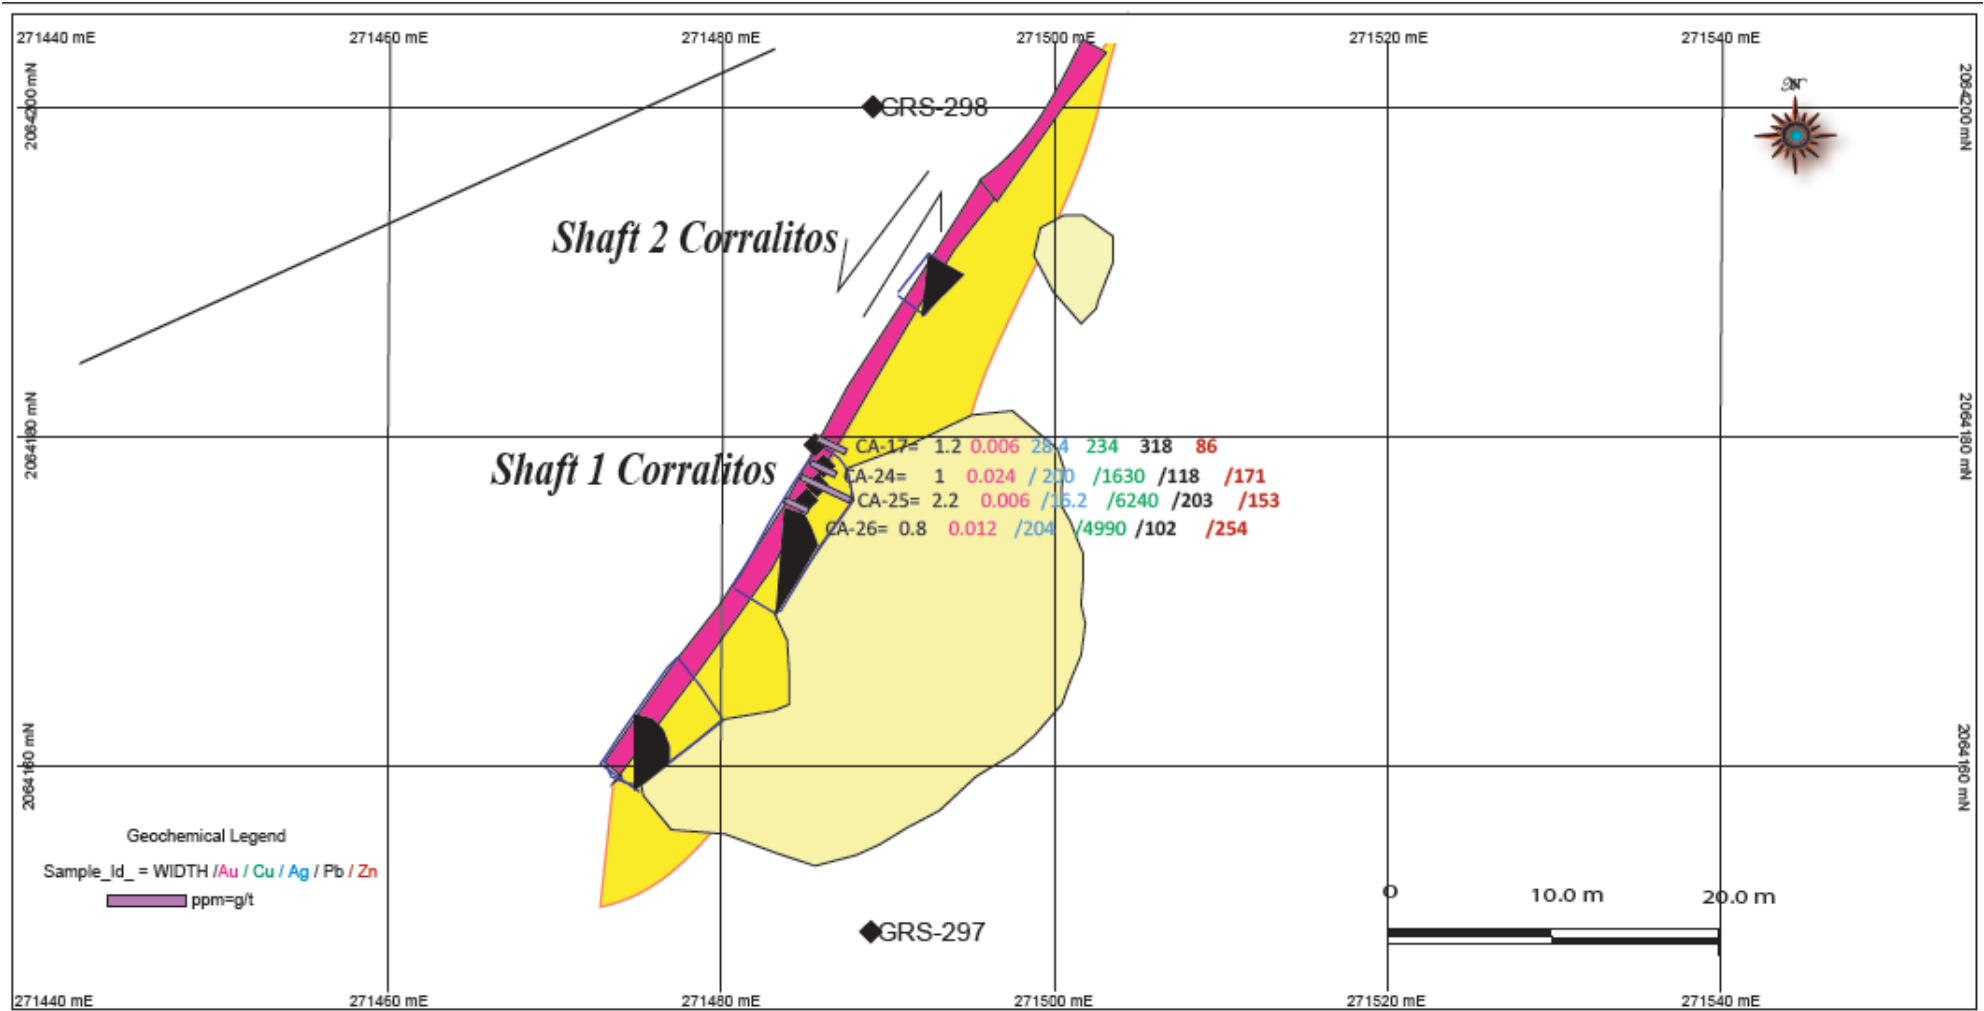 271440 mE 271460 mE 271480 mE 271500 mE 271520 mE 271540 mE
N
2064200 mN 2064200 mN
GRS-298
Shaft 2 Corralitos
2064180 mN 2064180 mN
CA-17= 1.2 0.006 28.4 234 318 86
Shaft 1 Corralitos
CA-24= 1 0.024 / 200 /1630 /118 /171
CA-25= 2.2 0.006 /16.2 /6240 /203 /153
CA-26= 0.8 0.012 /204 /4990 /102 /254
2064160 mN 2064160 mN
Geochemical Legend
Sample_Id_ = WIDTH /Au / Cu / Ag / Pb / Zn
ppm=g/t
0 10.0 m 20.0 m
GRS-297
271440 mE 271460 mE 271480 mE 271500 mE 271520 mE 271540 mE